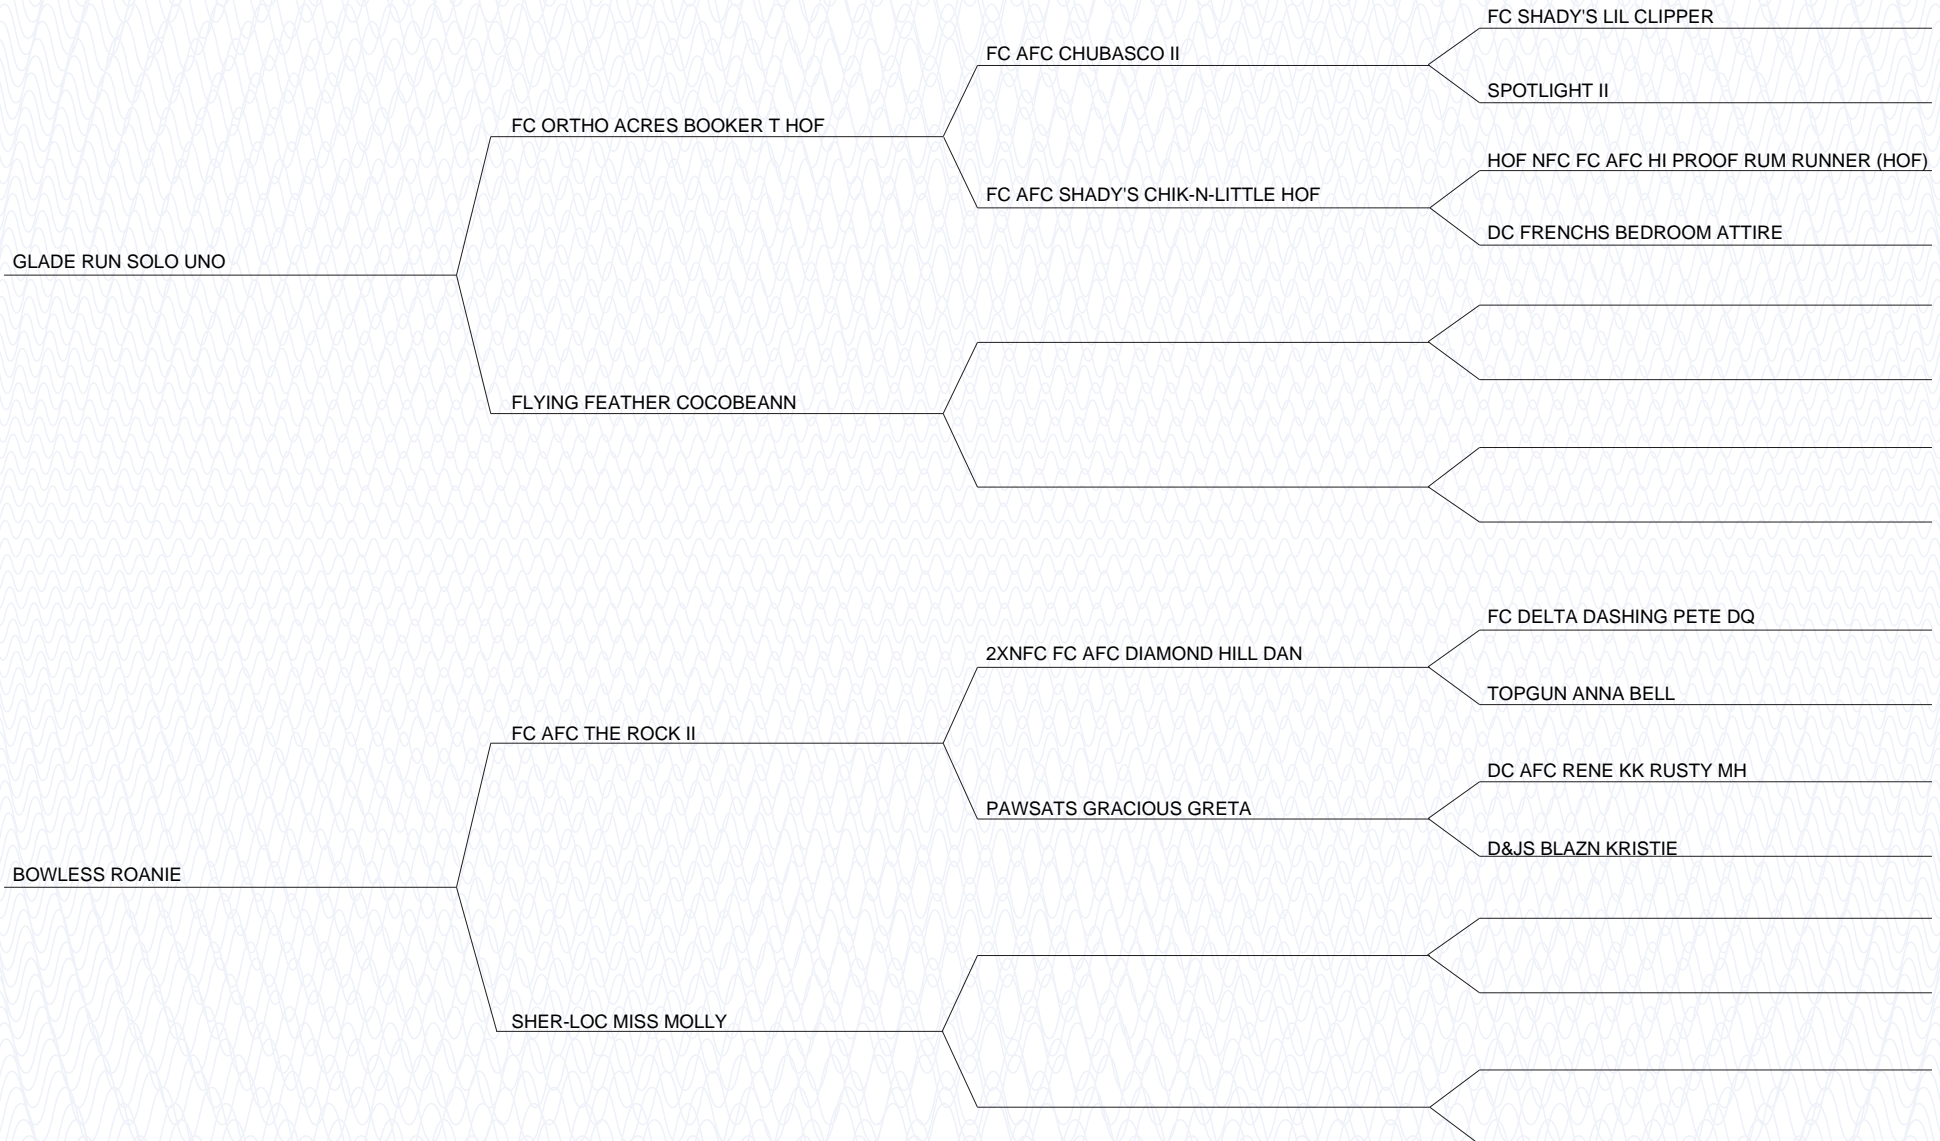 FC SHADY'S LIL CLIPPER
FC AFC CHUBASCO II
SPOTLIGHT II
FC ORTHO ACRES BOOKER T HOF
HOF NFC FC AFC HI PROOF RUM RUNNER (HOF)
FC AFC SHADY'S CHIK-N-LITTLE HOF
DC FRENCHS BEDROOM ATTIRE
GLADE RUN SOLO UNO
FLYING FEATHER COCOBEANN
FC DELTA DASHING PETE DQ
2XNFC FC AFC DIAMOND HILL DAN
TOPGUN ANNA BELL
FC AFC THE ROCK II
DC AFC RENE KK RUSTY MH
PAWSATS GRACIOUS GRETA
D&JS BLAZN KRISTIE
BOWLESS ROANIE
SHER-LOC MISS MOLLY